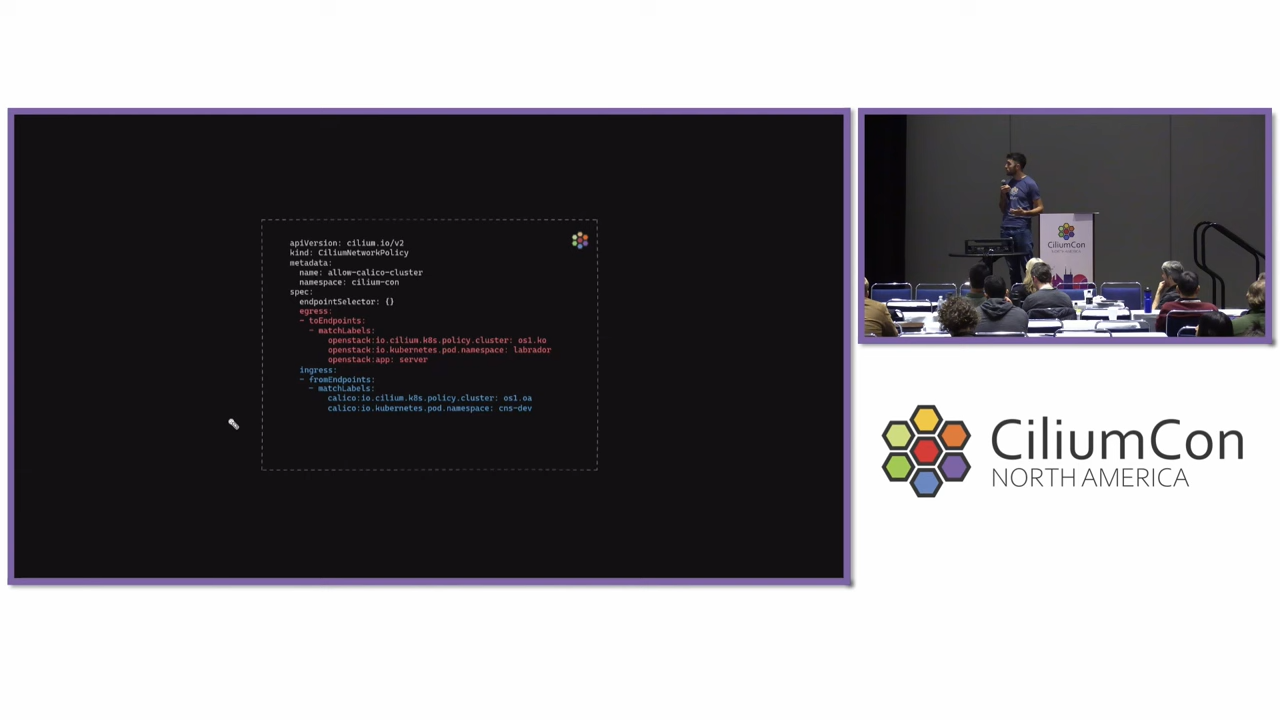 apiVersion: cilium.io/v2
kind: CiliumNetworkPolicy
metadata:
name: allow-calico-cluster
namespace: cilium-con
spec:
endpointSelector: {}
egress:
- toEndpoints:
- matchLabels:
openstack:io.cilium.k8s.policy.cluster: os1.ko
openstack:io.kubernetes.pod.namespace: labrador
openstack:app: server
ingress:
- fromEndpoints:
- matchLabels:
calico:io.cilium.k8s.policy.cluster: os1.oa
calico:io.kubernetes.pod.namespace: cns-dev
CiliumCon
NORTH AMERICA
CiliumCon
NORTH AMERICA